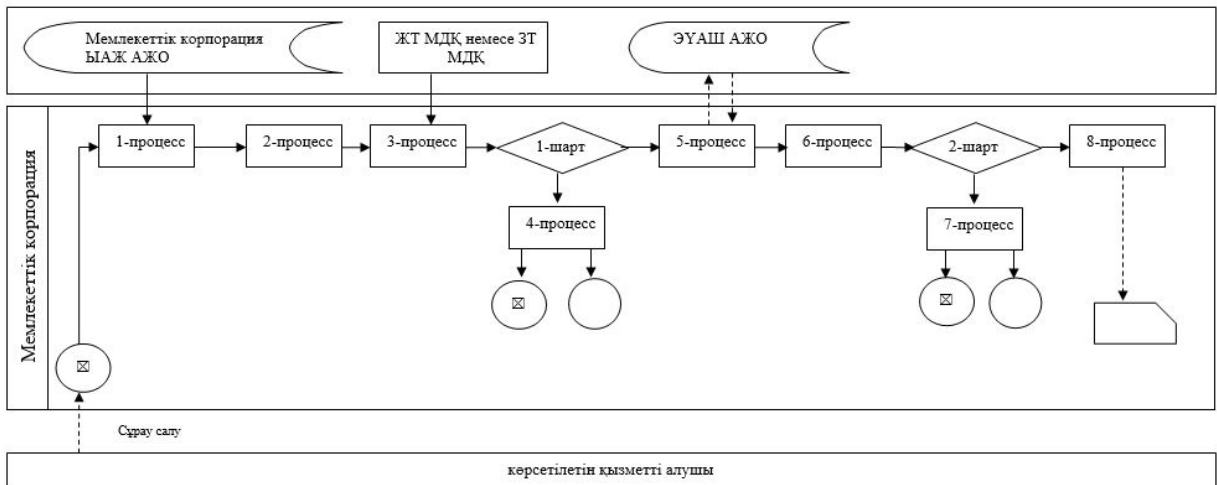 Мемлекеттік корпорация
ЫАЖ АЖО
ЖТ МДҚ немесе ЗТ
МДҚ
ЭҮАШ АЖО
Мемлекеттік корпорация
1-процесс
2-процесс
3-процесс
1-шарт
5-процесс
6-процесс
2-шарт
8-процесс
4-процесс
7-процесс
Сұрау салу
көрсетілетін қызметті алушы